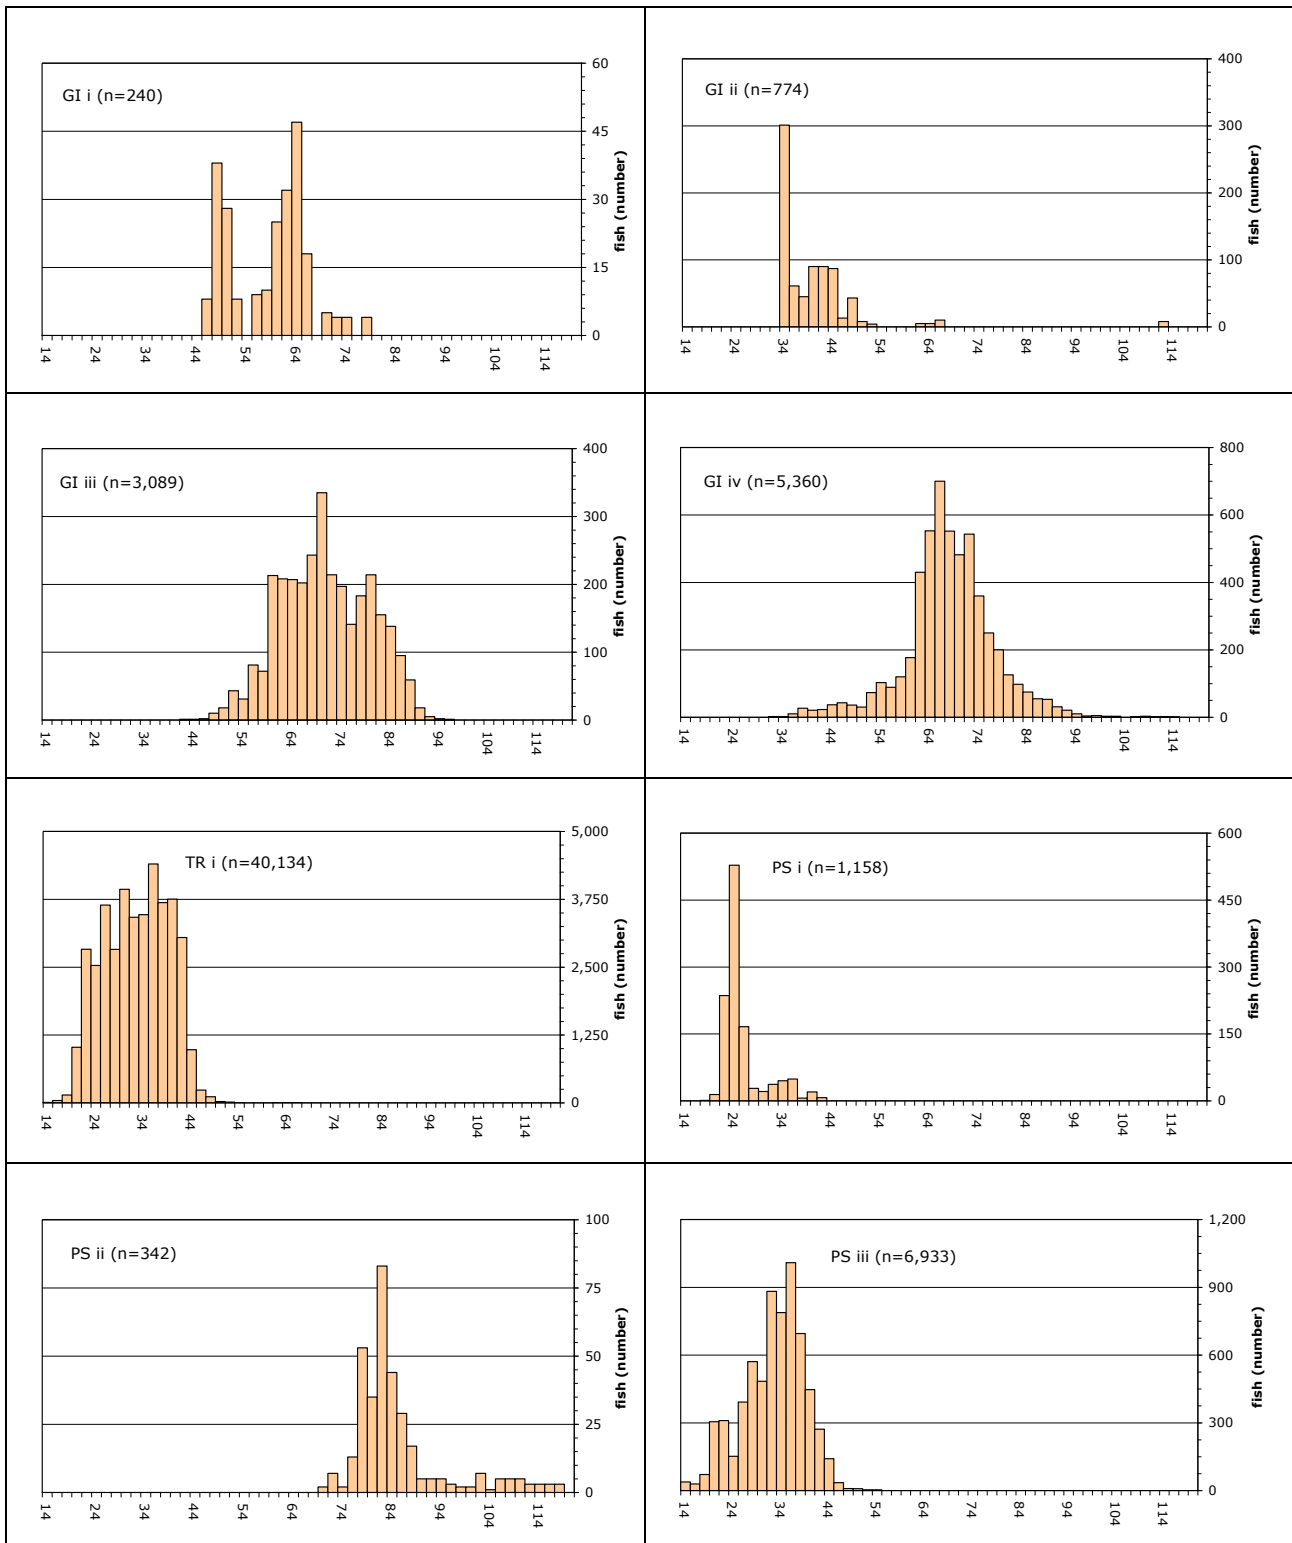 GI i (n=240)
60
45
30
15
0
fish (number)
14 24 34 44 54 64 74 84 94 104 114
GI ii (n=774)
400
300
200
100
0
fish (number)
14 24 34 44 54 64 74 84 94 104 114
GI iii (n=3,089)
400
300
200
100
0
fish (number)
14 24 34 44 54 64 74 84 94 104 114
GI iv (n=5,360)
800
600
400
200
0
fish (number)
14 24 34 44 54 64 74 84 94 104 114
TR i (n=40,134)
5,000
3,750
2,500
1,250
0
fish (number)
14 24 34 44 54 64 74 84 94 104 114
PS i (n=1,158)
600
450
300
150
0
fish (number)
14 24 34 44 54 64 74 84 94 104 114
PS ii (n=342)
100
75
50
25
0
fish (number)
14 24 34 44 54 64 74 84 94 104 114
PS iii (n=6,933)
1,200
900
600
300
0
fish (number)
14 24 34 44 54 64 74 84 94 104 114